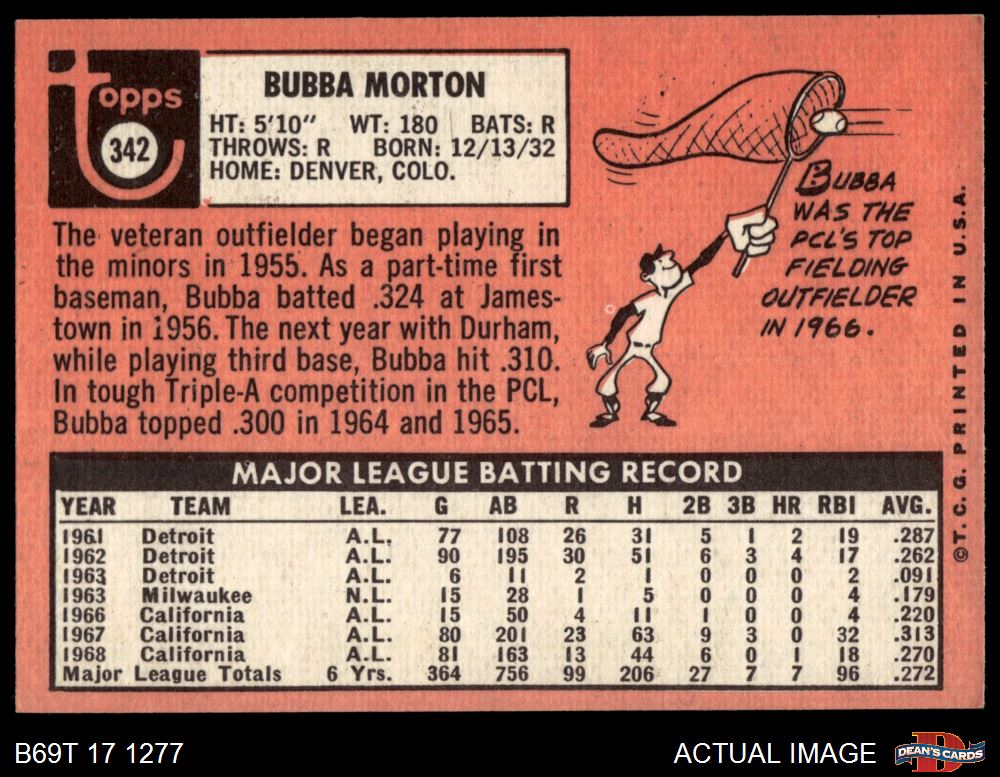 Topps
342
BUBBA MORTON
HT: 5'10" WT: 180 BATS: R
THROWS: R BORN: 12/13/32
HOME: DENVER, COLO.
The veteran outfielder began playing in
the minors in 1955. As a part-time first
baseman, Bubba batted .324 at James-
town in 1956. The next year with Durham,
while playing third base, Bubba hit .310.
In tough Triple-A competition in the PCL,
Bubba topped .300 in 1964 and 1965.
BUBBA
WAS THE
PCL'S TOP
FIELDING
OUTFIELDER
IN 1966.
MAJOR LEAGUE BATTING RECORD
YEAR TEAM LEA. G AB R H 2B 3B HR RBI AVG.
1961 Detroit A.L. 77 108 26 31 5 1 2 19 .287
1962 Detroit A.L. 90 195 30 51 6 3 4 17 .262
1963 Detroit A.L. 6 11 2 1 0 0 0 2 .091
1963 Milwaukee N.L. 15 28 1 5 0 0 0 4 .179
1966 California A.L. 15 50 4 11 1 0 0 4 .220
1967 California A.L. 80 201 23 63 9 3 0 32 .313
1968 California A.L. 81 163 13 44 6 0 1 18 .270
Major League Totals 6 Yrs. 364 756 99 206 27 7 7 96 .272
©T.C.G. PRINTED IN U.S.A.
B69T 17 1277
ACTUAL IMAGE
D
DEAN'S CARDS